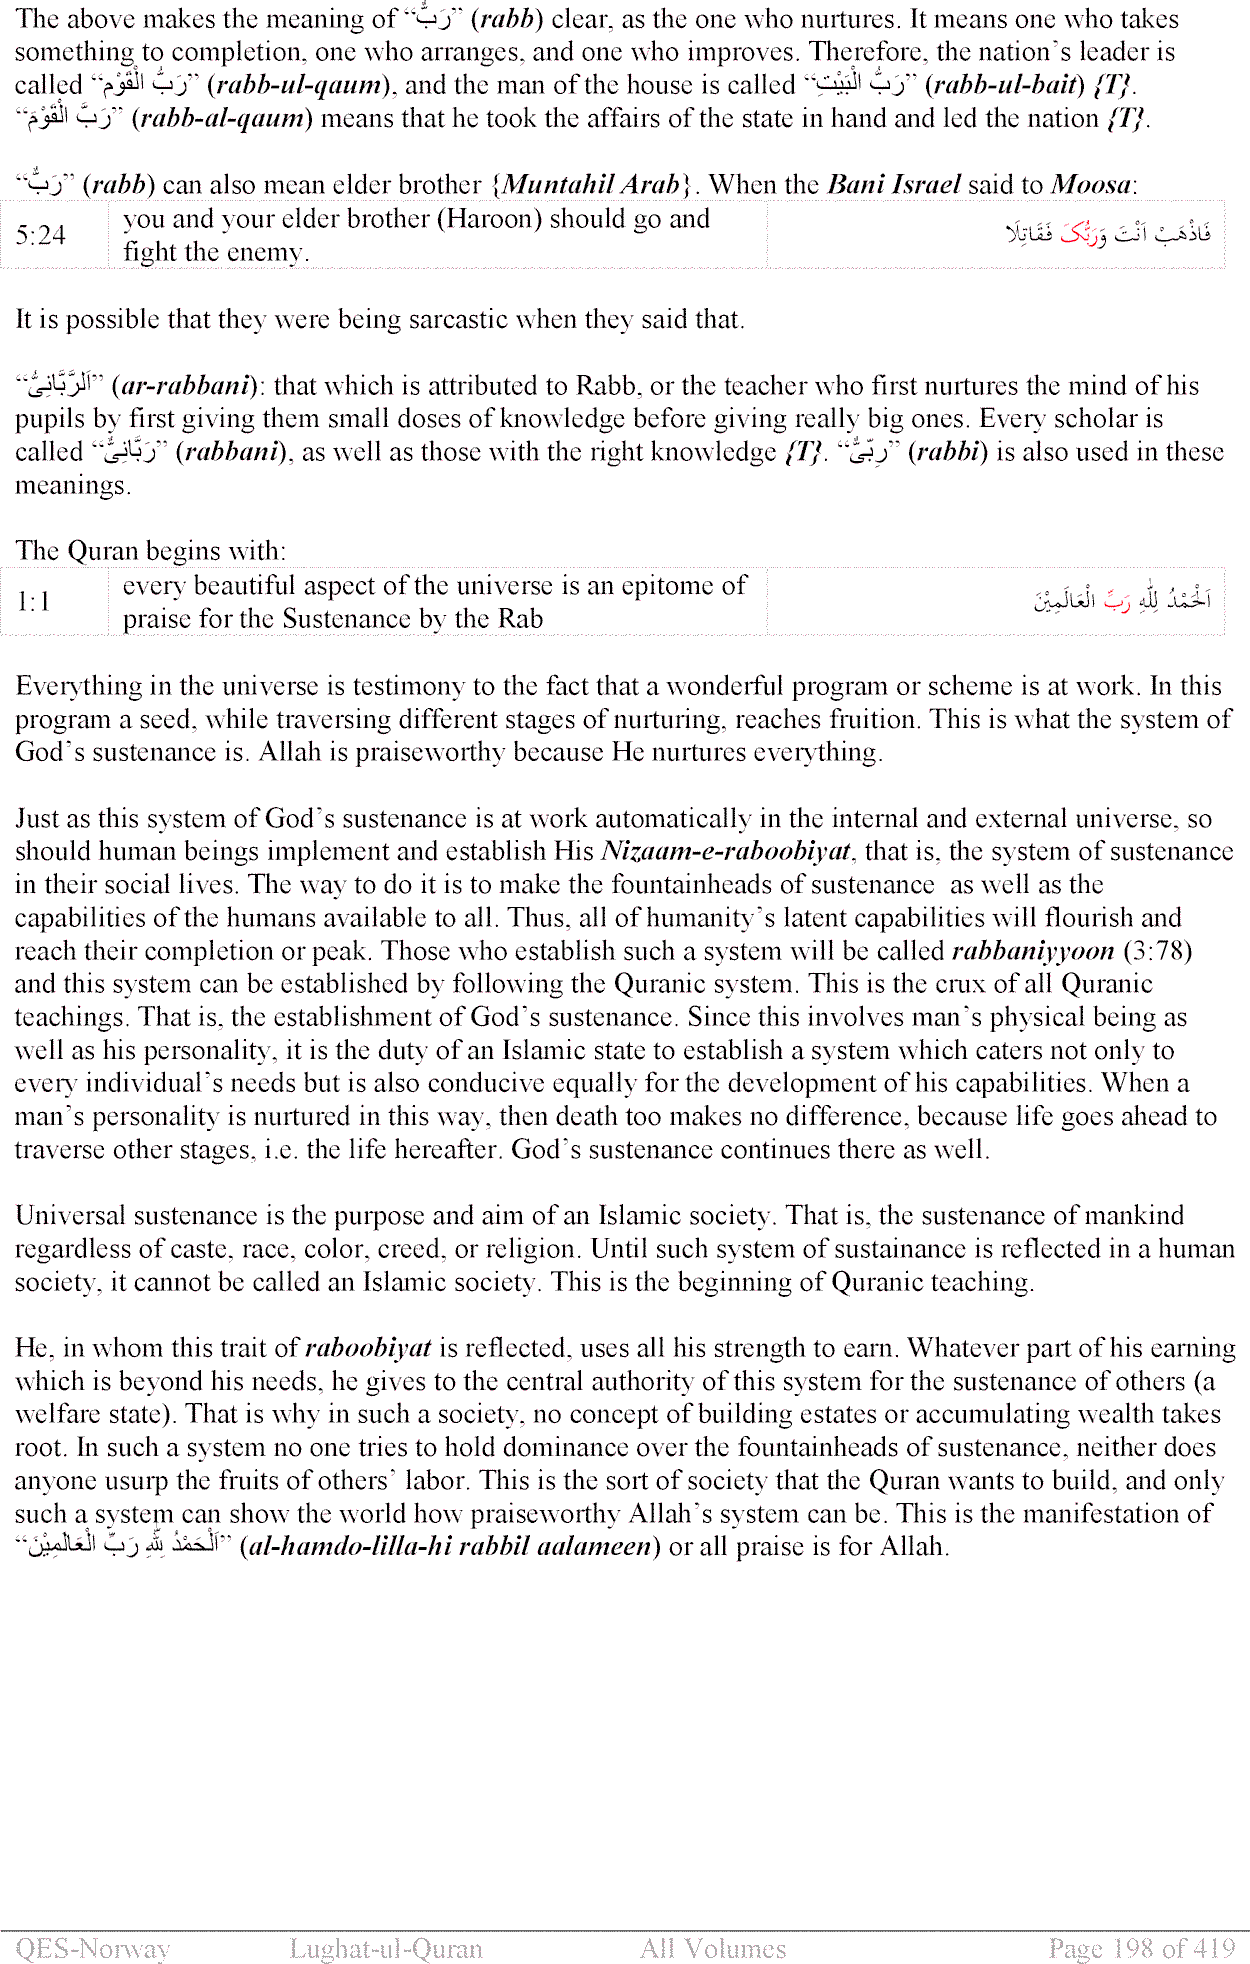 The above makes the meaning of “رَبٌّ” (rabb) clear, as the one who nurtures. It means one who takes
something to completion, one who arranges, and one who improves. Therefore, the nation’s leader is
called “رَبُّ الْقَوْمِ” (rabb-ul-qaum), and the man of the house is called “رَبُّ الْبَيْتِ” (rabb-ul-bait) {T}.
“رَبَّ الْقَوْمَ” (rabb-al-qaum) means that he took the affairs of the state in hand and led the nation {T}.
“رَبٌّ” (rabb) can also mean elder brother {Muntahil Arab}. When the Bani Israel said to Moosa:
5:24 you and your elder brother (Haroon) should go and فَاذْهَبْ اَنْتَ وَرَبُّکَ فَقَاتِلَا
fight the enemy.
It is possible that they were being sarcastic when they said that.
“اَلرَّبَّانِیُّ” (ar-rabbani): that which is attributed to Rabb, or the teacher who first nurtures the mind of his
pupils by first giving them small doses of knowledge before giving really big ones. Every scholar is
called “رَبَّانِیٌّ” (rabbani), as well as those with the right knowledge {T}. “رِبِّیٌّ” (rabbi) is also used in these
meanings.
The Quran begins with:
1:1 every beautiful aspect of the universe is an epitome of اَلْحَمْدُ لِلّٰهِ رَبِّ الْعَالَمِيْنَ
praise for the Sustenance by the Rab
Everything in the universe is testimony to the fact that a wonderful program or scheme is at work. In this
program a seed, while traversing different stages of nurturing, reaches fruition. This is what the system of
God’s sustenance is. Allah is praiseworthy because He nurtures everything.
Just as this system of God’s sustenance is at work automatically in the internal and external universe, so
should human beings implement and establish His Nizaam-e-raboobiyat, that is, the system of sustenance
in their social lives. The way to do it is to make the fountainheads of sustenance as well as the
capabilities of the humans available to all. Thus, all of humanity’s latent capabilities will flourish and
reach their completion or peak. Those who establish such a system will be called rabbaniyyoon (3:78)
and this system can be established by following the Quranic system. This is the crux of all Quranic
teachings. That is, the establishment of God’s sustenance. Since this involves man’s physical being as
well as his personality, it is the duty of an Islamic state to establish a system which caters not only to
every individual’s needs but is also conducive equally for the development of his capabilities. When a
man’s personality is nurtured in this way, then death too makes no difference, because life goes ahead to
traverse other stages, i.e. the life hereafter. God’s sustenance continues there as well.
Universal sustenance is the purpose and aim of an Islamic society. That is, the sustenance of mankind
regardless of caste, race, color, creed, or religion. Until such system of sustainance is reflected in a human
society, it cannot be called an Islamic society. This is the beginning of Quranic teaching.
He, in whom this trait of raboobiyat is reflected, uses all his strength to earn. Whatever part of his earning
which is beyond his needs, he gives to the central authority of this system for the sustenance of others (a
welfare state). That is why in such a society, no concept of building estates or accumulating wealth takes
root. In such a system no one tries to hold dominance over the fountainheads of sustenance, neither does
anyone usurp the fruits of others’ labor. This is the sort of society that the Quran wants to build, and only
such a system can show the world how praiseworthy Allah’s system can be. This is the manifestation of
“اَلْحَمْدُ لِلّٰهِ رَبِّ الْعَالَمِيْنَ” (al-hamdo-lilla-hi rabbil aalameen) or all praise is for Allah.
QES-Norway Lughat-ul-Quran All Volumes Page 198 of 419